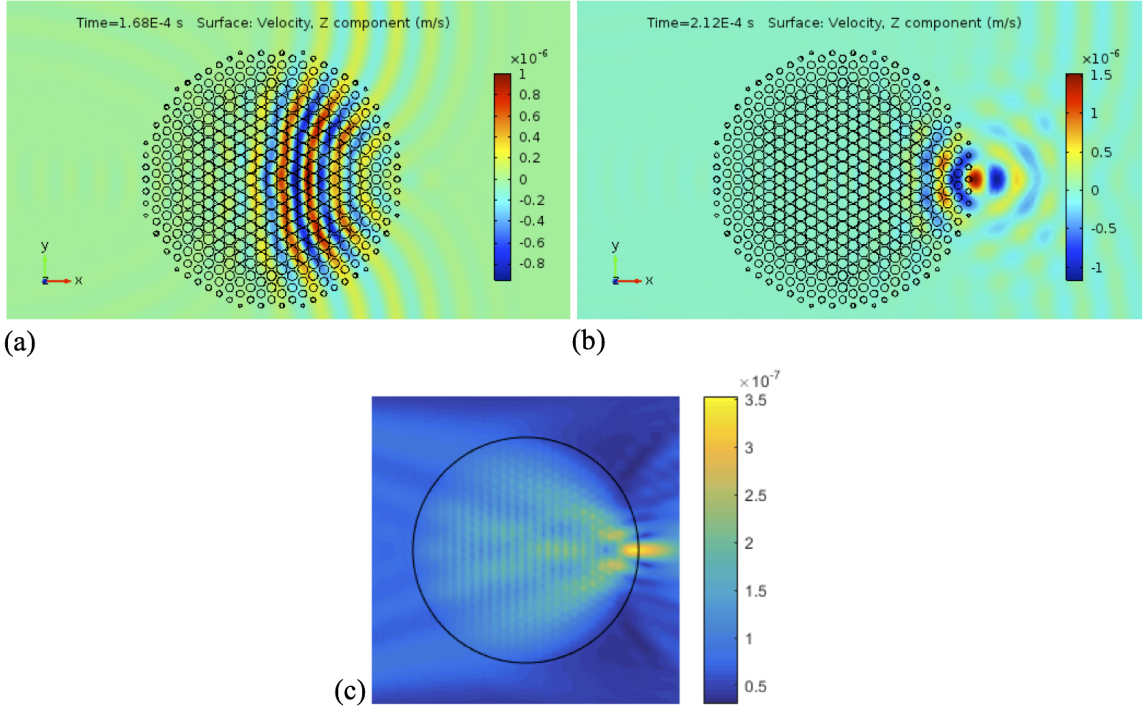 Time=1.68E-4 s Surface: Velocity, Z component (m/s)
×10⁻⁶
1
0.8
0.6
0.4
0.2
0
-0.2
-0.4
-0.6
-0.8
y
z
x
(a)
Time=2.12E-4 s Surface: Velocity, Z component (m/s)
×10⁻⁶
1.5
1
0.5
0
-0.5
-1
y
z
x
(b)
×10⁻⁷
3.5
3
2.5
2
1.5
1
0.5
(c)